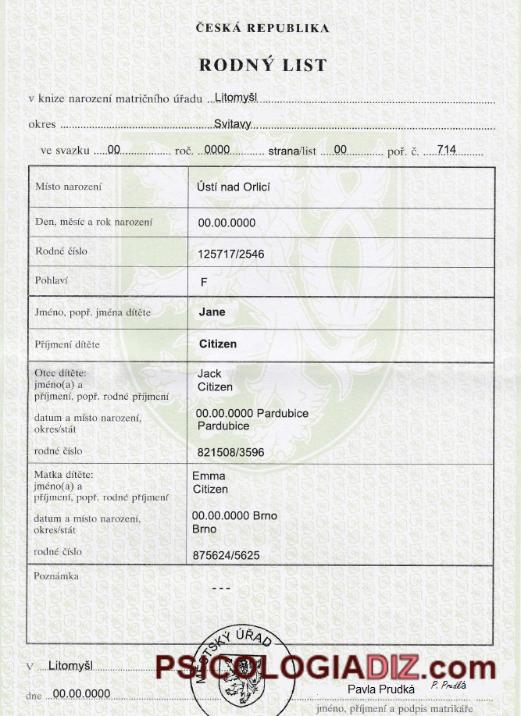 ČESKÁ REPUBLIKA
RODNÝ LIST
v knize narození matričního úřadu Litomyšl
okres Svitavy
ve svazku 00 roč. 0000 strana/list 00 poř. č. 714
Místo narození Ústí nad Orlicí
Den, měsíc a rok narození 00.00.0000
Rodné číslo 125717/2546
Pohlaví F
Jméno, popř. jména dítěte Jane
Příjmení dítěte Citizen
Otec dítěte: Jack
jméno(a) a Citizen
příjmení, popř. rodné příjmení
datum a místo narození, 00.00.0000 Pardubice
okres/stát Pardubice
rodné číslo 821508/3596
Matka dítěte: Emma
jméno(a) a Citizen
příjmení, popř. rodné příjmení
datum a místo narození, 00.00.0000 Brno
okres/stát Brno
rodné číslo 875624/5625
Poznámka
---
MĚSTSKÝ ÚŘAD
V Litomyšl
PSICOLOGIADIZ.com
dne 00.00.0000 Pavla Prudká P. Prudká
jméno, příjmení a podpis matrikáře